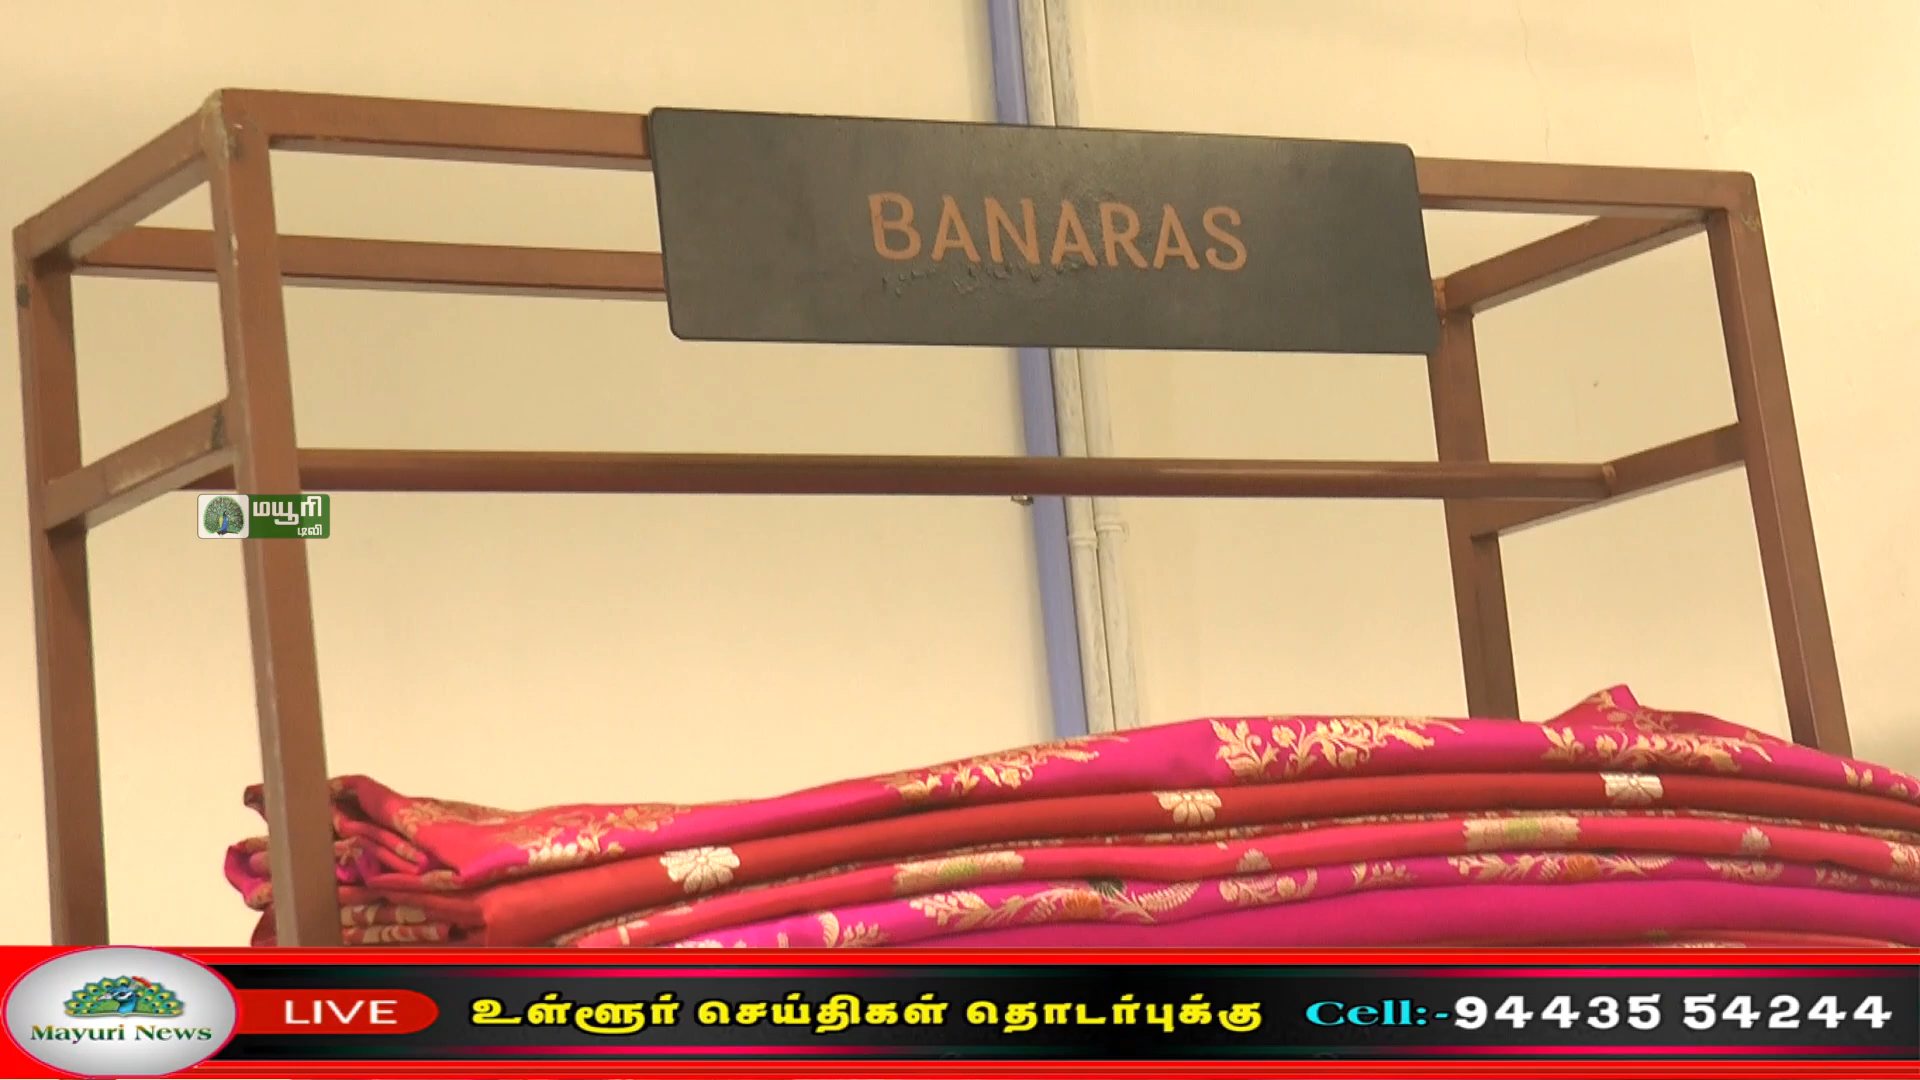 BANARAS
மயூரி
டிவி
Mayuri News
LIVE
உள்ளூர் செய்திகள் தொடர்புக்கு Cell:-94435 54244